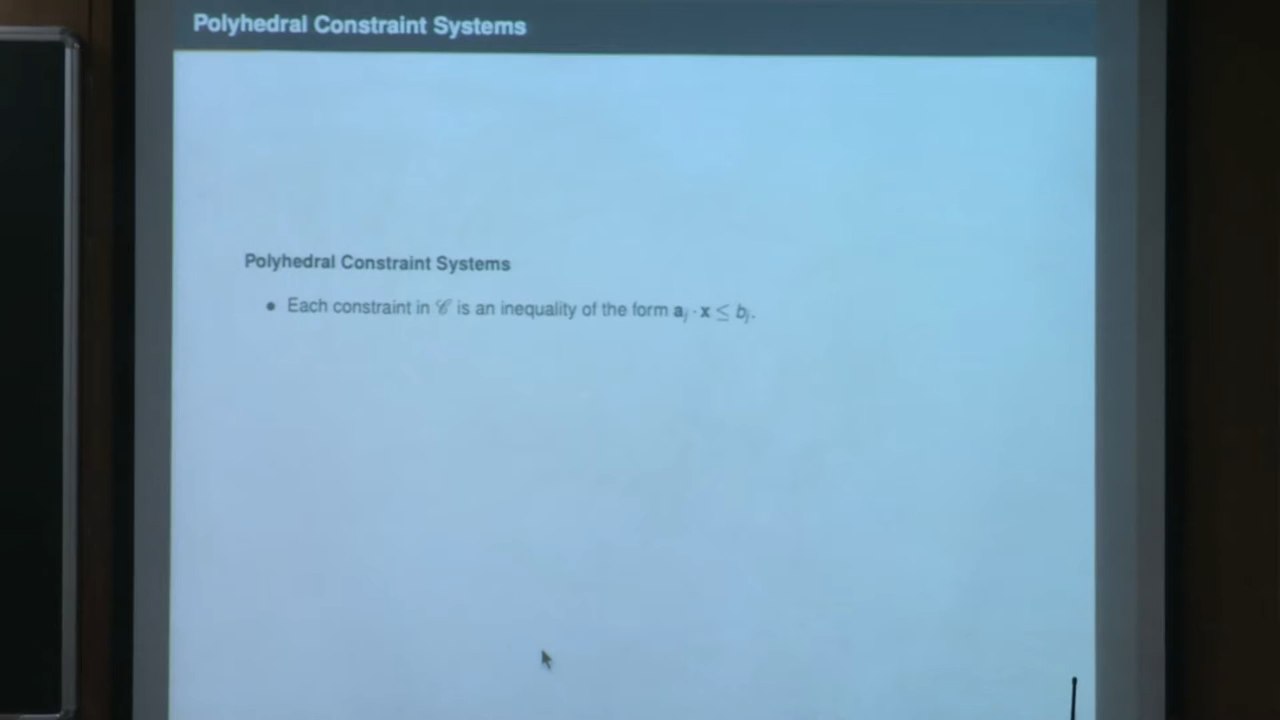 Polyhedral Constraint Systems
Polyhedral Constraint Systems
• Each constraint in 𝒞 is an inequality of the form aⱼ · x ≤ bⱼ.